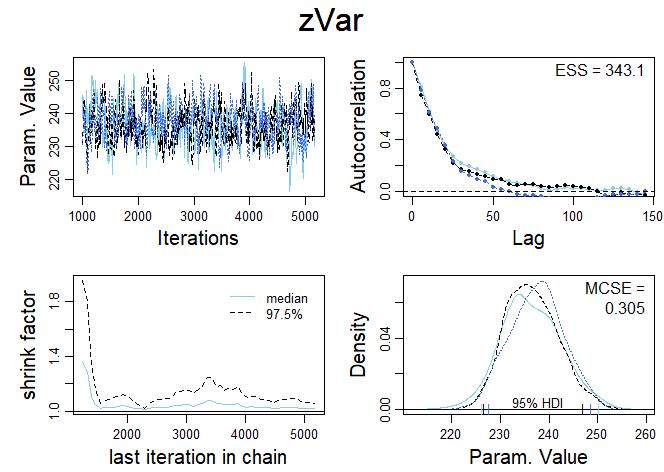 zVar
Param. Value
220 230 240 250
1000 2000 3000 4000 5000
Iterations
Autocorrelation
0.0 0.4 0.8
ESS = 343.1
0 50 100 150
Lag
shrink factor
1.0 1.4 1.8
median
97.5%
2000 3000 4000 5000
last iteration in chain
Density
0.00 0.04
MCSE =
0.305
95% HDI
220 230 240 250 260
Param. Value